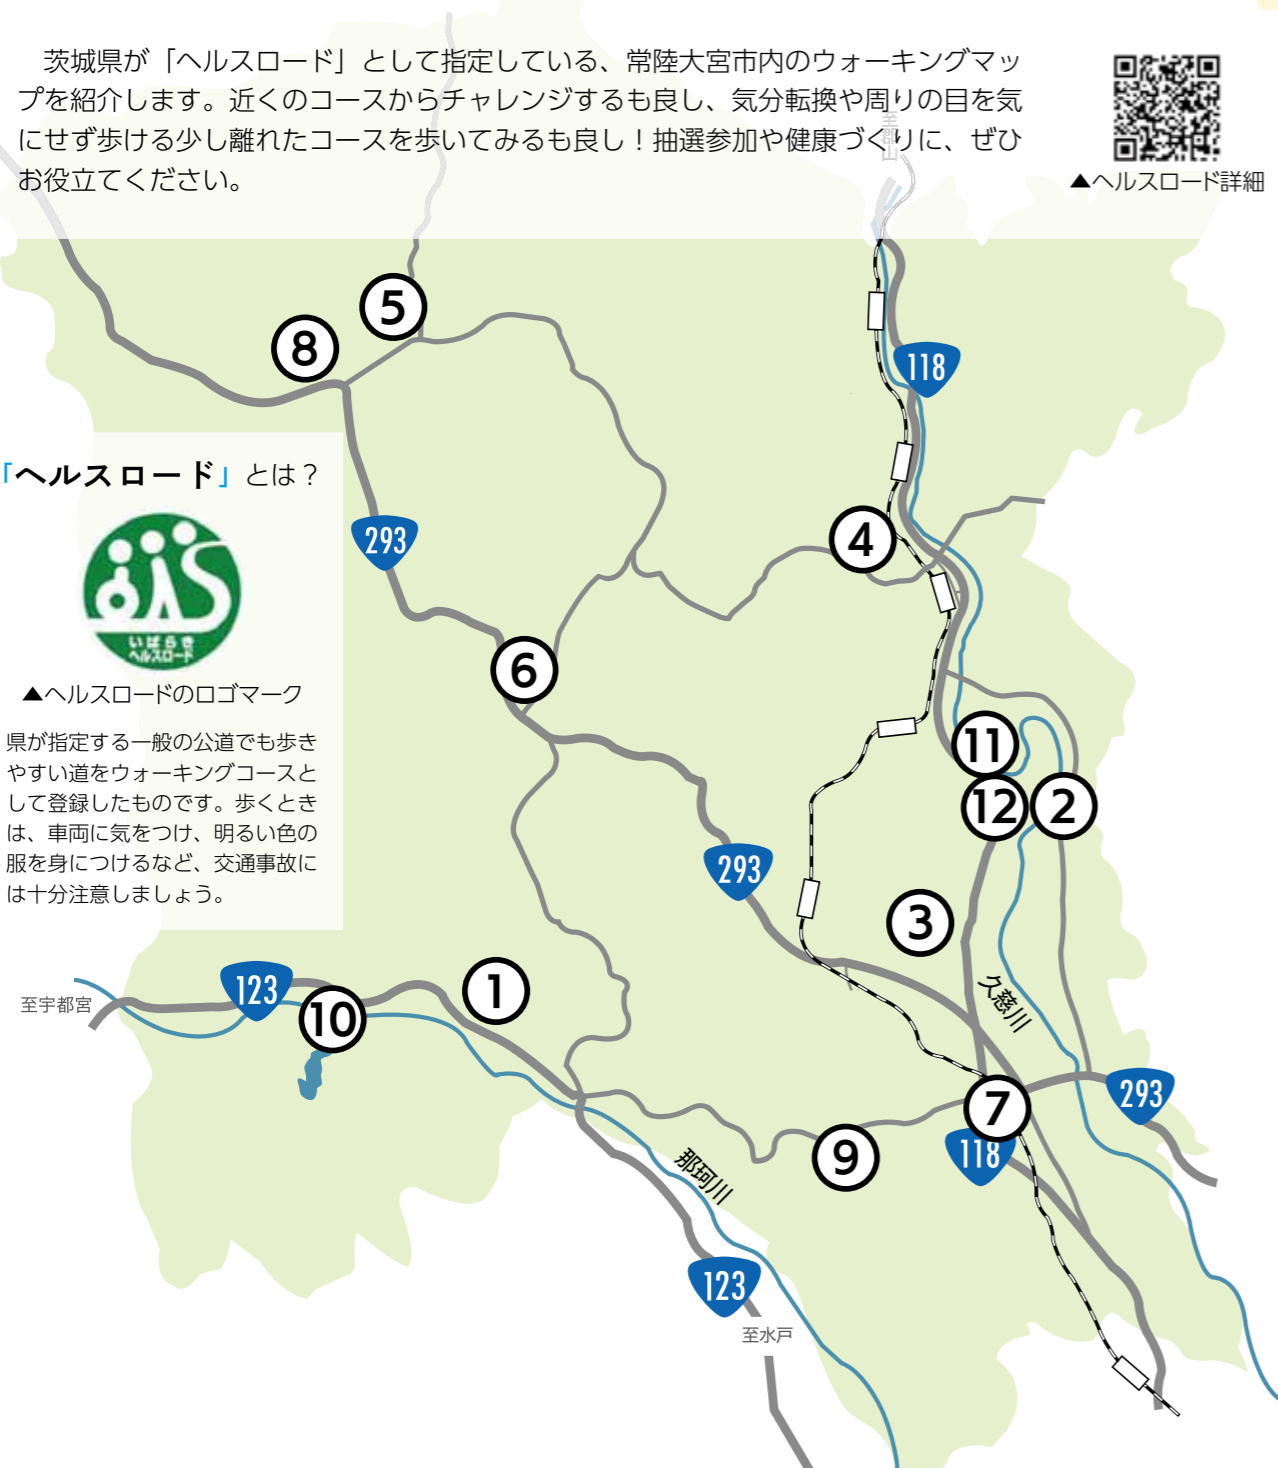 茨城県が「ヘルスロード」として指定している、常陸大宮市内のウォーキングマッ
プを紹介します。近くのコースからチャレンジするも良し、気分転換や周りの目を気
にせず歩ける少し離れたコースを歩いてみるも良し！抽選参加や健康づくりに、ぜひ
お役立てください。
▲ヘルスロード詳細
至郡山
5
8
118
「ヘルスロード」とは？
293
4
いばらき
ヘルスロード
▲ヘルスロードのロゴマーク
県が指定する一般の公道でも歩き
やすい道をウォーキングコースと
して登録したものです。歩くとき
は、車両に気をつけ、明るい色の
服を身につけるなど、交通事故に
は十分注意しましょう。
6
11
12
2
293
3
久慈川
至宇都宮
123
10
1
7
293
118
9
那珂川
123
至水戸